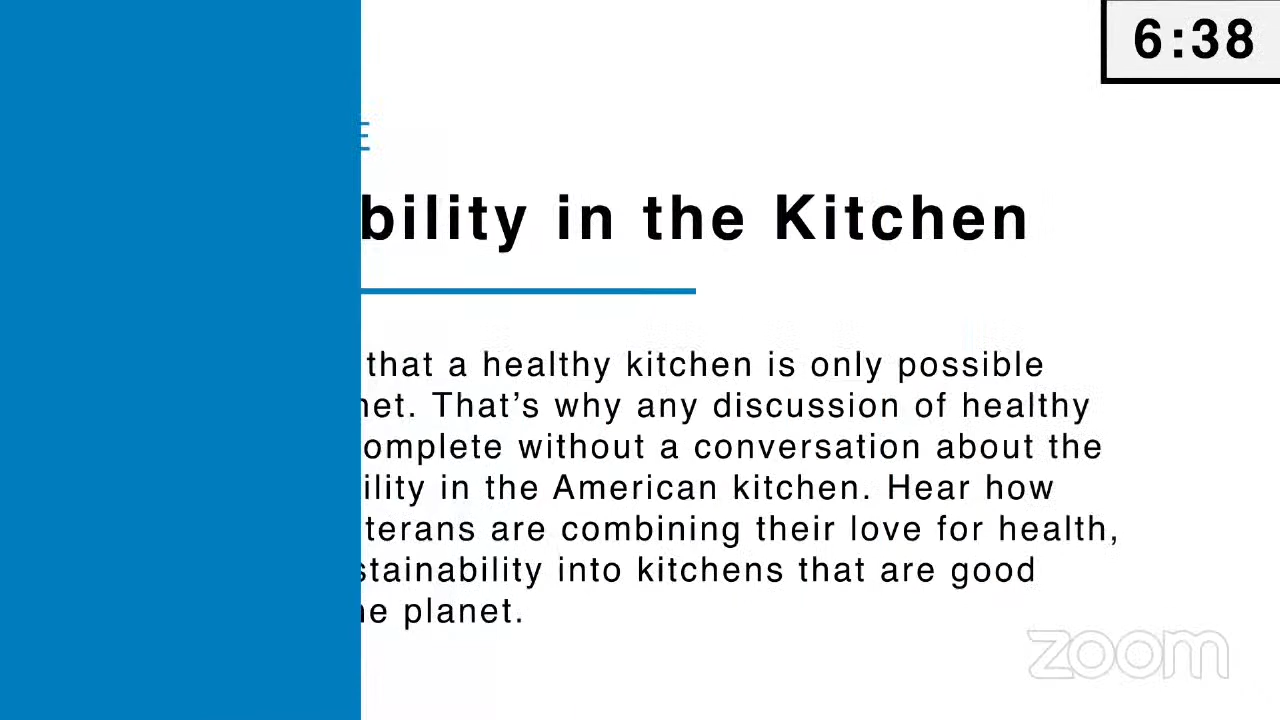 6:38
E
bility in the Kitchen
that a healthy kitchen is only possible
net. That’s why any discussion of healthy
omplete without a conversation about the
ility in the American kitchen. Hear how
terans are combining their love for health,
stainability into kitchens that are good
he planet.
zoom